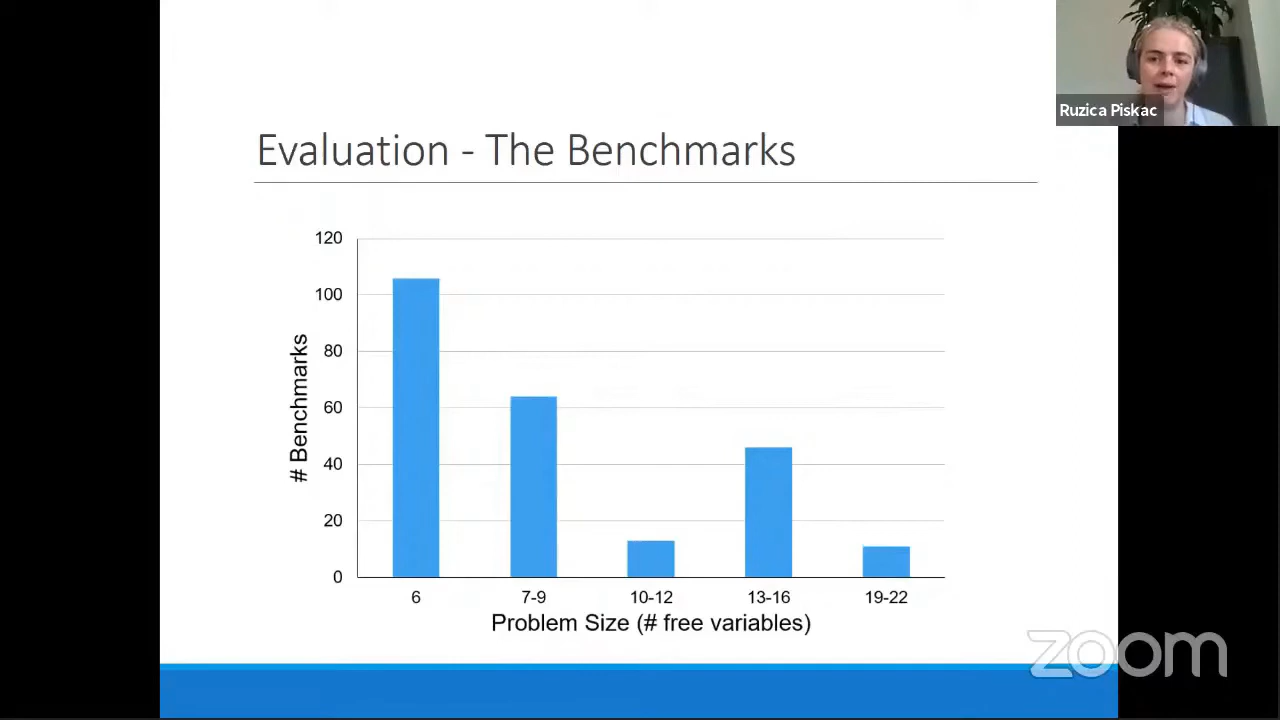 Ruzica Piskac
Evaluation - The Benchmarks
120
100
80
60
40
20
0
# Benchmarks
6 7-9 10-12 13-16 19-22
Problem Size (# free variables)
zoom